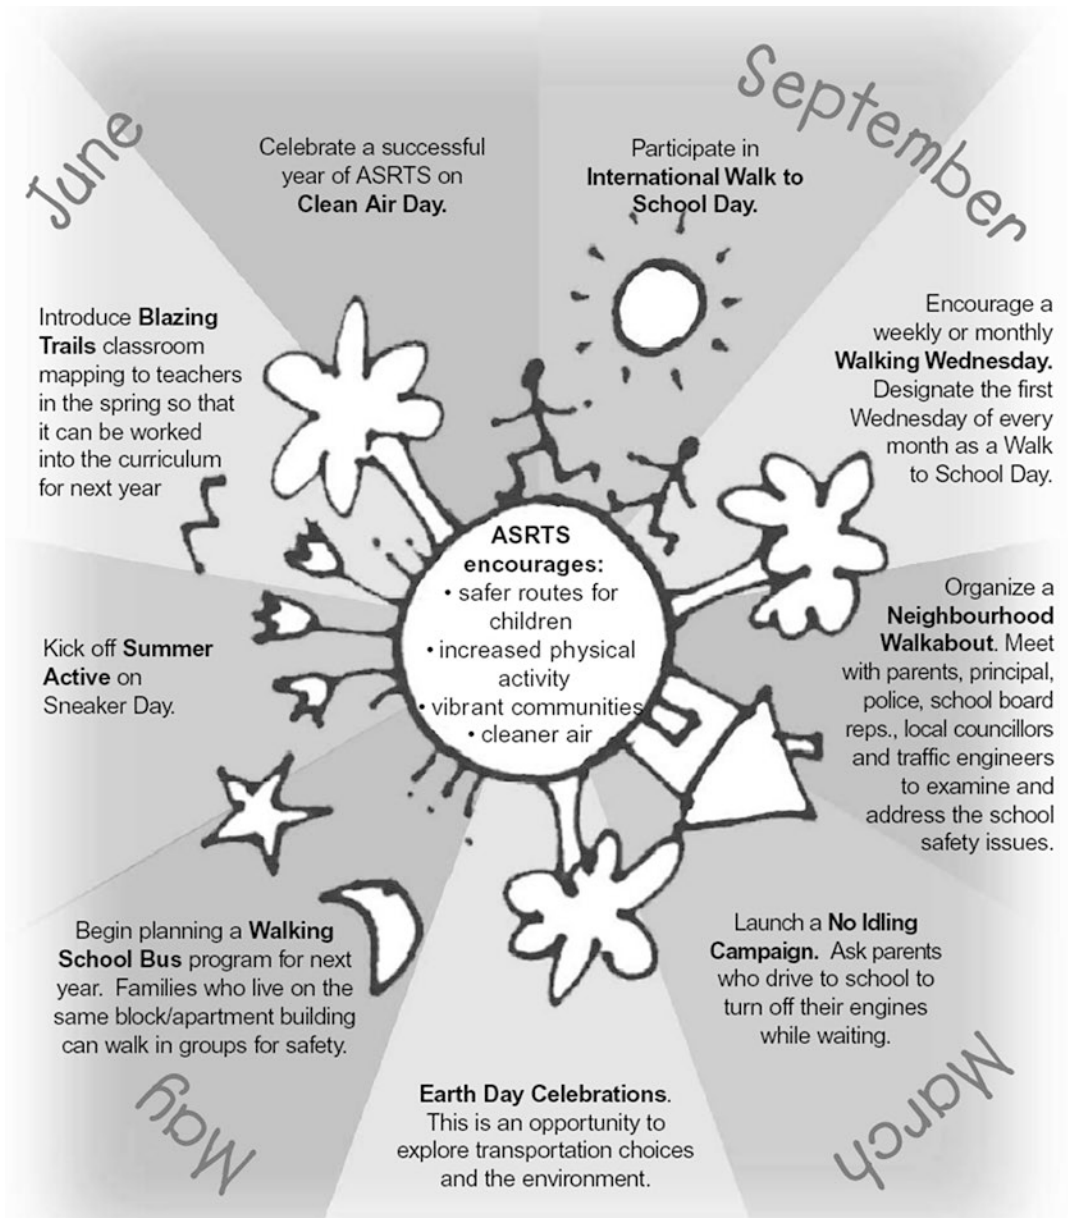 September
Participate in
International Walk to
School Day.
Encourage a
weekly or monthly
Walking Wednesday.
Designate the first
Wednesday of every
month as a Walk
to School Day.
Organize a
Neighbourhood
Walkabout. Meet
with parents, principal,
police, school board
reps., local councillors
and traffic engineers
to examine and
address the school
safety issues.
Launch a No Idling
Campaign. Ask parents
who drive to school to
turn off their engines
while waiting.
March
Earth Day Celebrations.
This is an opportunity to
explore transportation choices
and the environment.
May
Begin planning a Walking
School Bus program for next
year. Families who live on the
same block/apartment building
can walk in groups for safety.
Kick off Summer
Active on
Sneaker Day.
Introduce Blazing
Trails classroom
mapping to teachers
in the spring so that
it can be worked
into the curriculum
for next year
June
Celebrate a successful
year of ASRTS on
Clean Air Day.
ASRTS
encourages:
• safer routes for
children
• increased physical
activity
• vibrant communities
• cleaner air